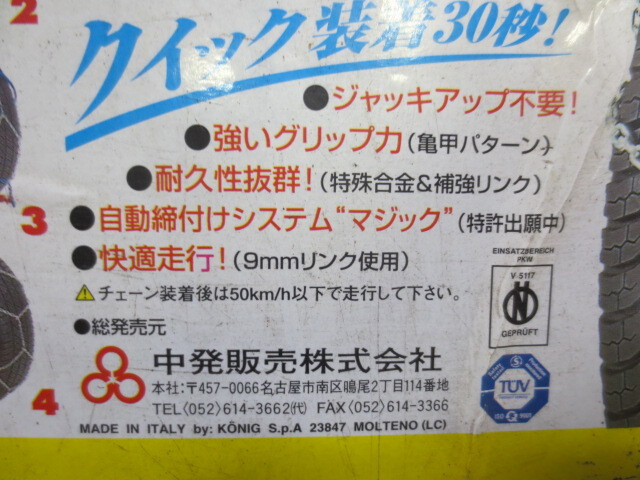 2
クイック装着30秒!
●ジャッキアップ不要!
●強いグリップ力(亀甲パターン)
●耐久性抜群!(特殊合金&補強リンク)
3
●自動締付けシステム“マジック”(特許出願中)
●快適走行!(9mmリンク使用)
EINSATZBEREICH
PKW
V 5117
N
GEPRÜFT
⚠チェーン装着後は50km/h以下で走行して下さい。
●総発売元
中発販売株式会社
本社:〒457-0066名古屋市南区鳴尾2丁目114番地
TEL〈052〉614-3662(代) FAX〈052〉614-3366
4
MADE IN ITALY by: KÖNIG S.p.A 23847 MOLTENO (LC)
TÜV